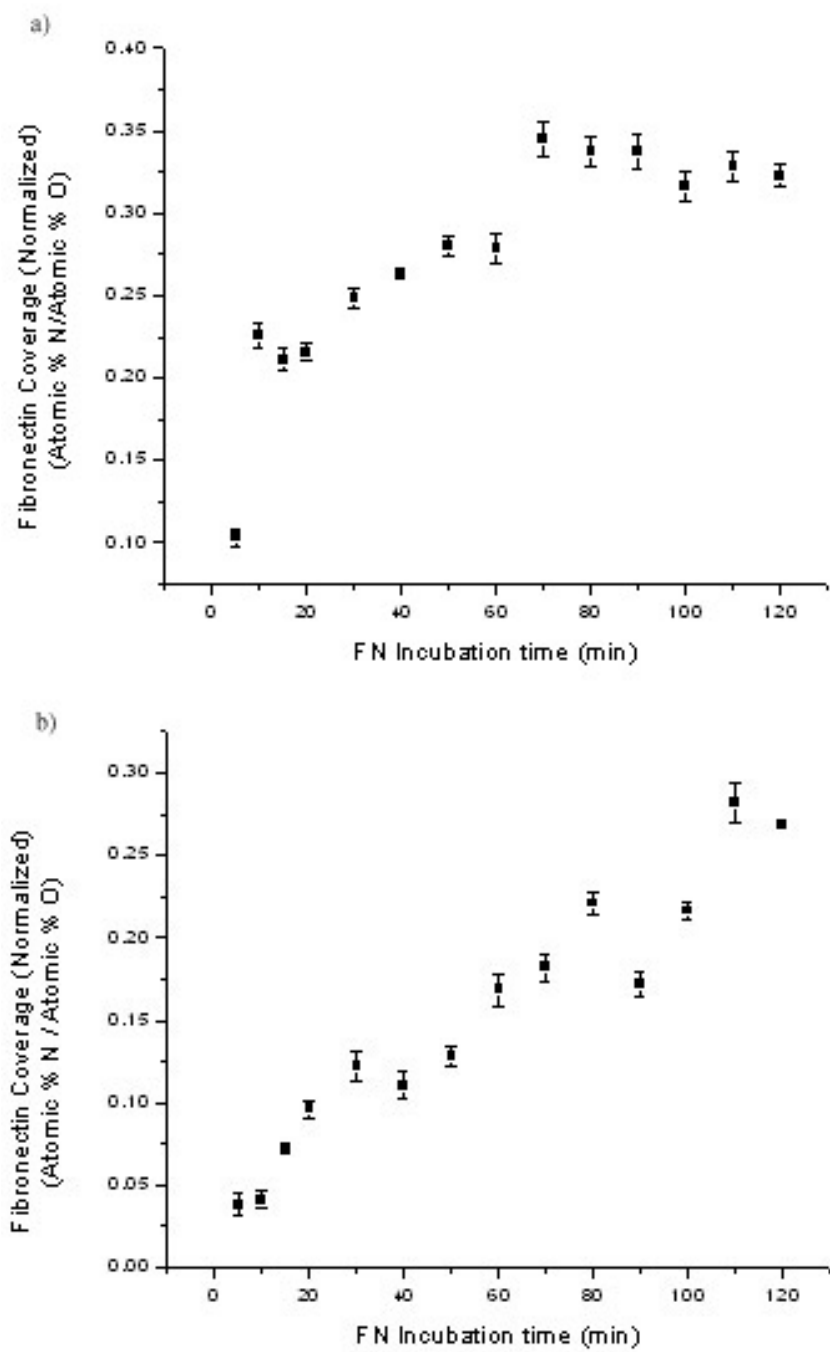 a)
0.40
0.35
0.30
0.25
0.20
0.15
0.10
Fibronectin Coverage (Normalized)
(Atomic % N/Atomic % O)
0 20 40 60 80 100 120
FN Incubation time (min)
b)
0.30
0.25
0.20
0.15
0.10
0.05
0.00
Fibronectin Coverage (Normalized)
(Atomic % N / Atomic % O)
0 20 40 60 80 100 120
FN Incubation time (min)